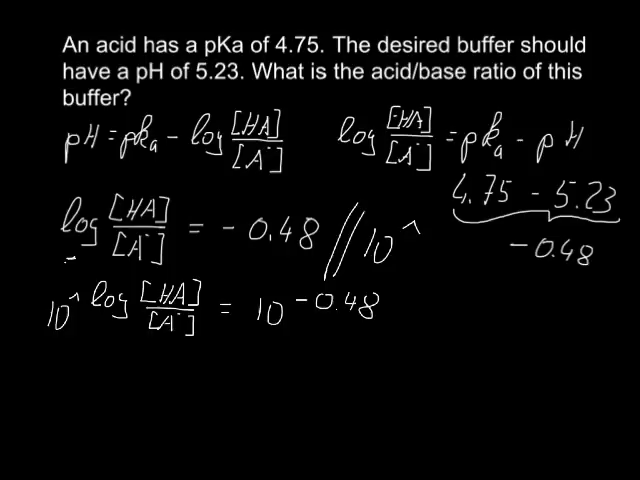 An acid has a pKa of 4.75. The desired buffer should
have a pH of 5.23. What is the acid/base ratio of this
buffer?
pH = pka - log [HA]/[A-] log [HA]/[A-] = pka - pH
4.75 - 5.23
log [HA]/[A-] = - 0.48 // 10^
- 0.48
10^ log [HA]/[A-] = 10 - 0.48